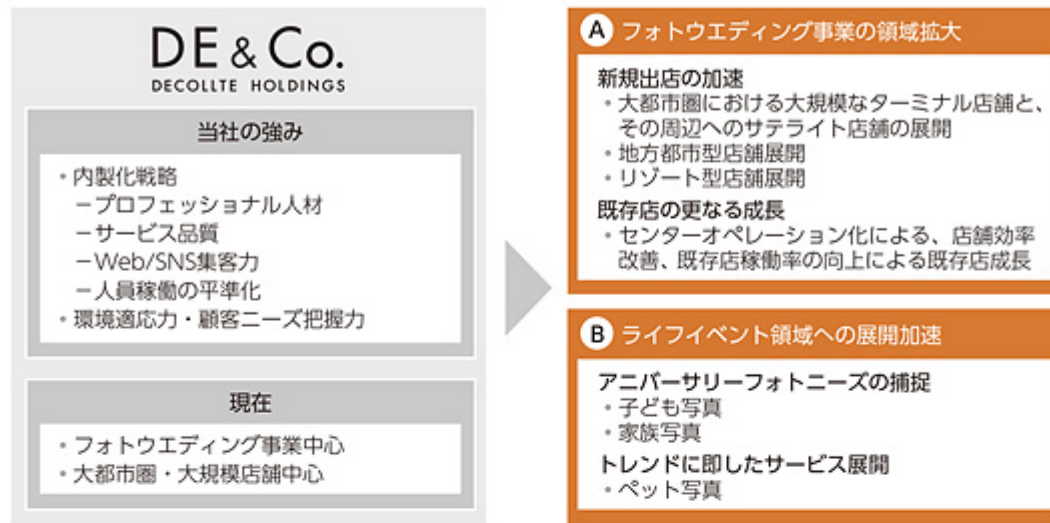 DE & Co.
DECOLLTE HOLDINGS
当社の強み
・内製化戦略
－プロフェッショナル人材
－サービス品質
－Web/SNS集客力
－人員稼働の平準化
・環境適応力・顧客ニーズ把握力
現在
・フォトウエディング事業中心
・大都市圏・大規模店舗中心
A フォトウエディング事業の領域拡大
新規出店の加速
・大都市圏における大規模なターミナル店舗と、
その周辺へのサテライト店舗の展開
・地方都市型店舗展開
・リゾート型店舗展開
既存店の更なる成長
・センターオペレーション化による、店舗効率
改善、既存店稼働率の向上による既存店成長
B ライフイベント領域への展開加速
アニバーサリーフォトニーズの捕捉
・子ども写真
・家族写真
トレンドに即したサービス展開
・ペット写真